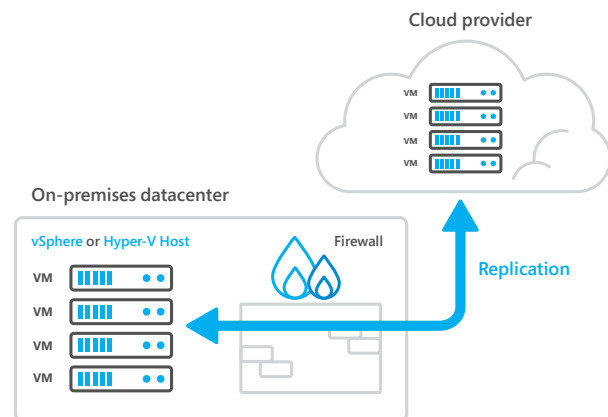 Cloud provider
VM
VM
VM
VM
On-premises datacenter
vSphere or Hyper-V Host
Firewall
VM
VM
VM
VM
Replication